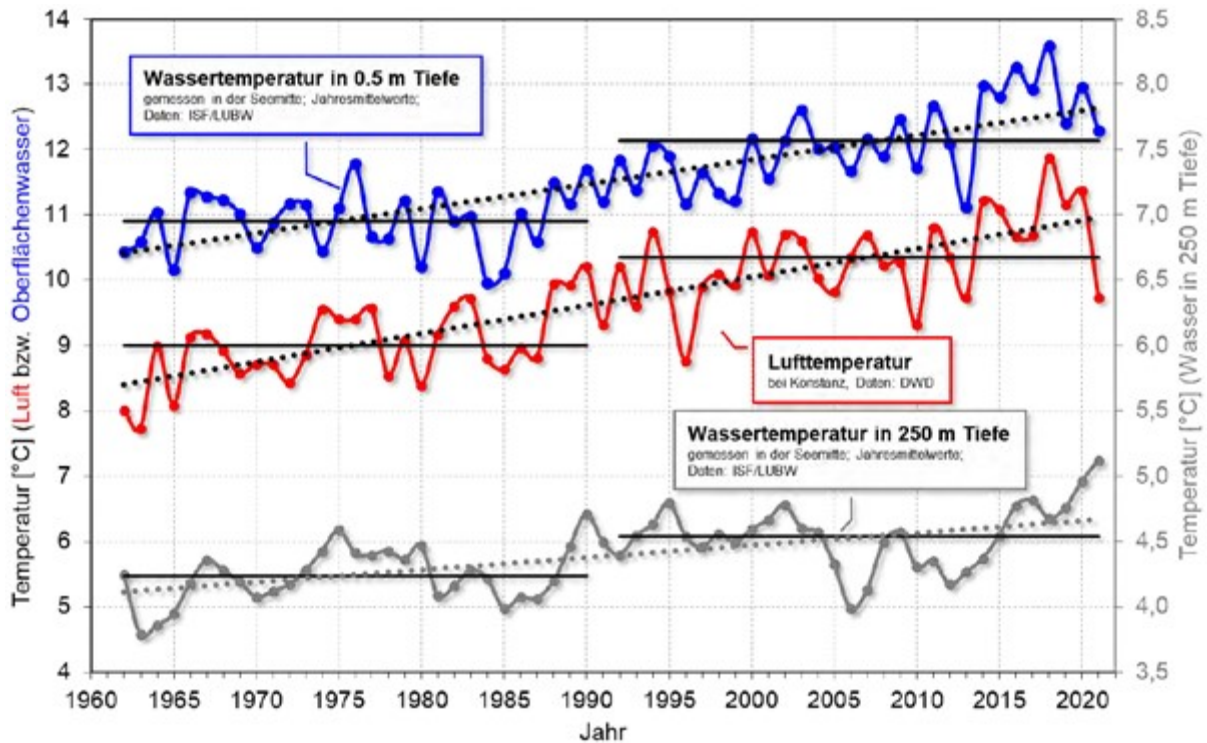 14
13
12
11
10
9
8
7
6
5
4
8,5
8,0
7,5
7,0
6,5
6,0
5,5
5,0
4,5
4,0
3,5
Temperatur [°C] (Luft bzw. Oberflächenwasser)
Temperatur [°C] (Wasser in 250 m Tiefe)
Wassertemperatur in 0.5 m Tiefe
gemessen in der Seemitte; Jahresmittelwerte;
Daten: ISF/LUBW
Lufttemperatur
bei Konstanz, Daten: DWD
Wassertemperatur in 250 m Tiefe
gemessen in der Seemitte; Jahresmittelwerte;
Daten: ISF/LUBW
1960 1965 1970 1975 1980 1985 1990 1995 2000 2005 2010 2015 2020
Jahr